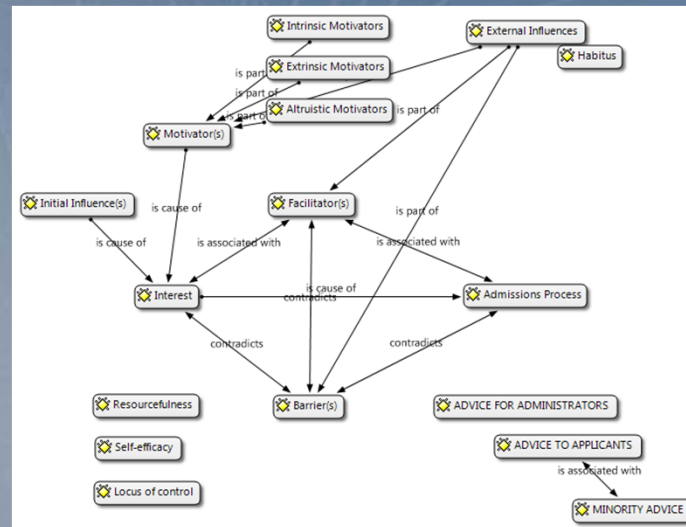 Intrinsic Motivators
External Influences
Habitus
Extrinsic Motivators
is part of
is part of
Altruistic Motivators
is part of
is part of
Motivator(s)
Initial Influence(s)
Facilitator(s)
is cause of
is part of
is cause of
is associated with
is associated with
is cause of
contradicts
Interest
Admissions Process
contradicts
contradicts
Resourcefulness
Barrier(s)
ADVICE FOR ADMINISTRATORS
Self-efficacy
ADVICE TO APPLICANTS
is associated with
Locus of control
MINORITY ADVICE